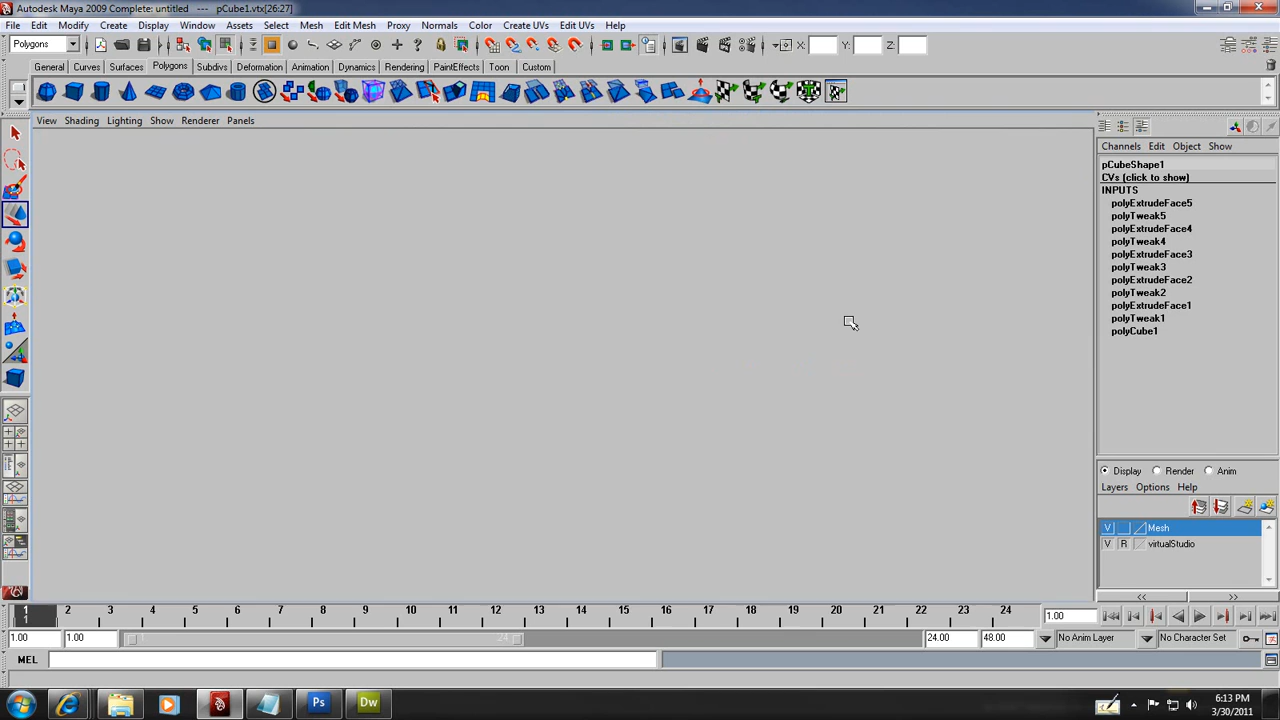 Autodesk Maya 2009 Complete: untitled   ---   pCube1.vtx[26:27]
File Edit Modify Create Display Window Assets Select Mesh Edit Mesh Proxy Normals Color Create UVs Edit UVs Help
Polygons X: Y: Z:
General Curves Surfaces Polygons Subdivs Deformation Animation Dynamics Rendering PaintEffects Toon Custom
View Shading Lighting Show Renderer Panels
Channels Edit Object Show
pCubeShape1
CVs (click to show)
INPUTS
polyExtrudeFace5
polyTweak5
polyExtrudeFace4
polyTweak4
polyExtrudeFace3
polyTweak3
polyExtrudeFace2
polyTweak2
polyExtrudeFace1
polyTweak1
polyCube1
Display Render Anim
Layers Options Help
V Mesh
V R virtualStudio
1 2 3 4 5 6 7 8 9 10 11 12 13 14 15 16 17 18 19 20 21 22 23 24
1 1.00
1.00 1.00 1 24 24.00 48.00 No Anim Layer No Character Set
MEL
Ps Dw
6:13 PM
3/30/2011